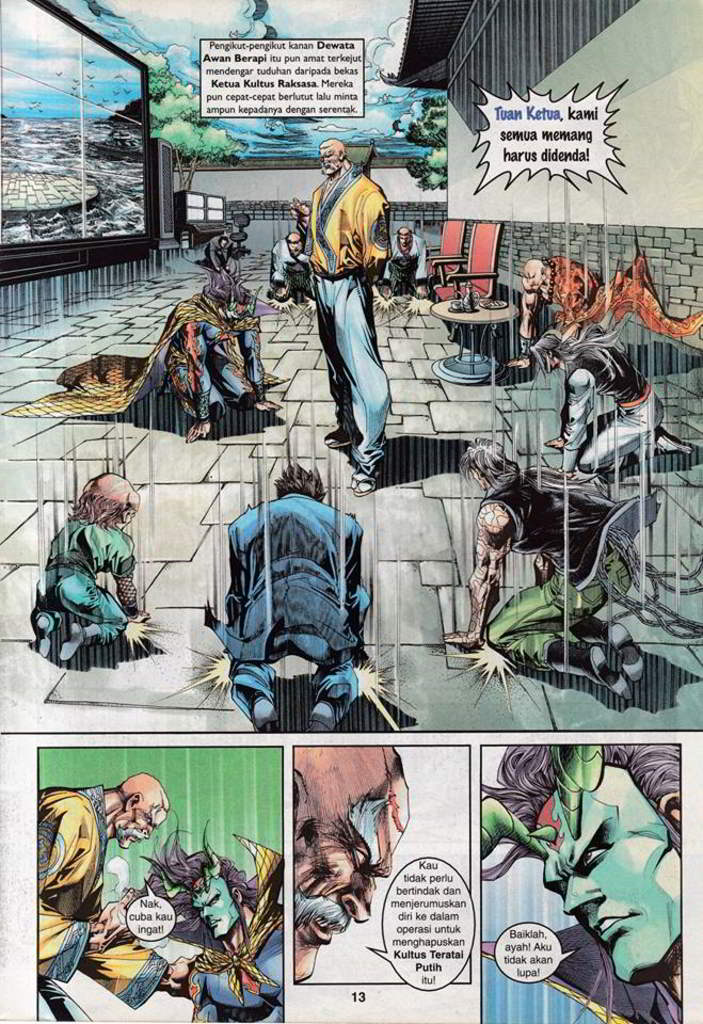 Pengikut-pengikut kanan Dewata
Awan Berapi itu pun amat terkejut
mendengar tuduhan daripada bekas
Ketua Kultus Raksasa. Mereka
pun cepat-cepat berlutut lalu minta
ampun kepadanya dengan serentak.
Tuan Ketua, kami
semua memang
harus didenda!
Nak,
cuba kau
ingat!
Kau
tidak perlu
bertindak dan
menjerumuskan
diri ke dalam
operasi untuk
menghapuskan
Kultus Teratai
Putih
itu!
Baiklah,
ayah! Aku
tidak akan
lupa!
13